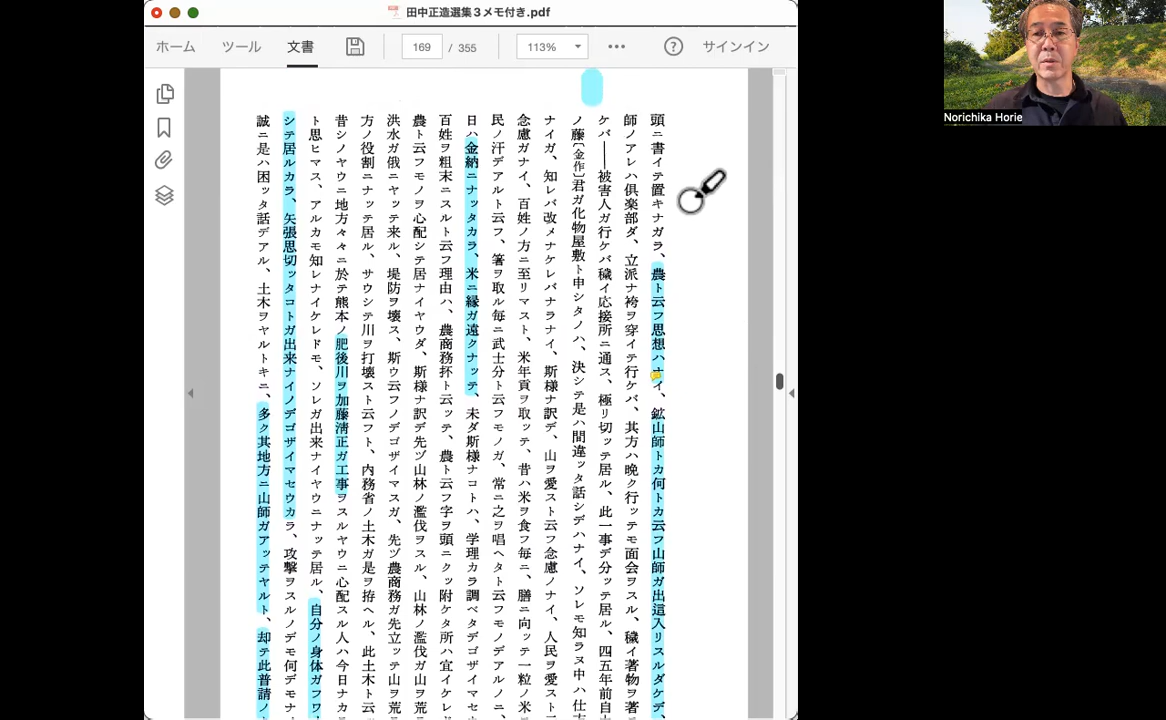 田中正造選集３メモ付き.pdf
ホーム ツール 文書 169 / 355 113% サインイン
Norichika Horie
頭ニ書イテ置キナガラ、農ト云フ思想ハナイ、鉱山師トカ何トカ云フ山師ガ出這入リスルダケデ、
師ノアレハ倶楽部ダ、立派ナ袴ヲ穿イテ行ケバ、其方ハ晩ク行ッテモ面会ヲスル、穢イ著物ヲ著
ケバ――被害人ガ行ケバ穢イ応接所ニ通ス、極リ切ッテ居ル、此一事デ分ッテ居ル、四五年前自
ノ藤〔金作〕君ガ化物屋敷ト申シタノハ、決シテ是ハ間違ッタ話シデハナイ、ソレモ知ラヌ中ハ仕
ナイガ、知レバ改メナケレバナラナイ、斯様ナ訳デ、山ヲ愛スト云フ念慮ノナイ、人民ヲ愛スト
念慮ガナイ、百姓ノ方ニ至リマスト、米年貢ヲ取ッテ、昔ハ米ヲ食フ毎ニ、膳ニ向ッテ一粒ノ米
民ノ汗デアルト云フ、箸ヲ取ル毎ニ武士分ト云フモノガ、常ニ之ヲ唱ヘタト云フモノデアルノニ、
日ハ金納ニナッタカラ、米ニ縁ガ遠クナッテ、未ダ斯様ナコトハ、学理カラ調ベタデゴザイマセ
百姓ヲ粗末ニスルト云フ理由ハ、農商務抔ト云ッテ、農ト云フ字ヲ頭ニクッ附ケタ所ハ宜イケレ
農ト云フモノヲ心配シテ居ナイヤウダ、斯様ナ訳デ先ヅ山林ノ濫伐ヲスル、山林ノ濫伐ガ山ヲ荒
洪水ガ俄ニヤッテ来ル、堤防ヲ壊ス、斯ウ云フノデゴザイマスガ、先ヅ農商務ガ先立ッテ山ヲ荒
方ノ役割ニナッテ居ル、サウシテ川ヲ打壊スト云フト、内務省ノ土木ガ是ヲ拵ヘル、此土木ト云
昔シノヤウニ地方々々ニ於テ熊本ノ肥後川ヲ加藤清正ガ工事ヲスルヤウニ心配スル人ハ今日ナカ
ト思ヒマス、アルカモ知レナイケレドモ、ソレガ出来ナイヤウニナッテ居ル、自分ノ身体ガフワ
シテ居ルカラ、矢張思切ッタコトガ出来ナイノデゴザイマセウカラ、攻撃ヲスルノデモ何デモナ
誠ニ是ハ困ッタ話デアル、土木ヲヤルトキニ、多ク其地方ニ山師ガアッテヤルト、却テ此普請ノ